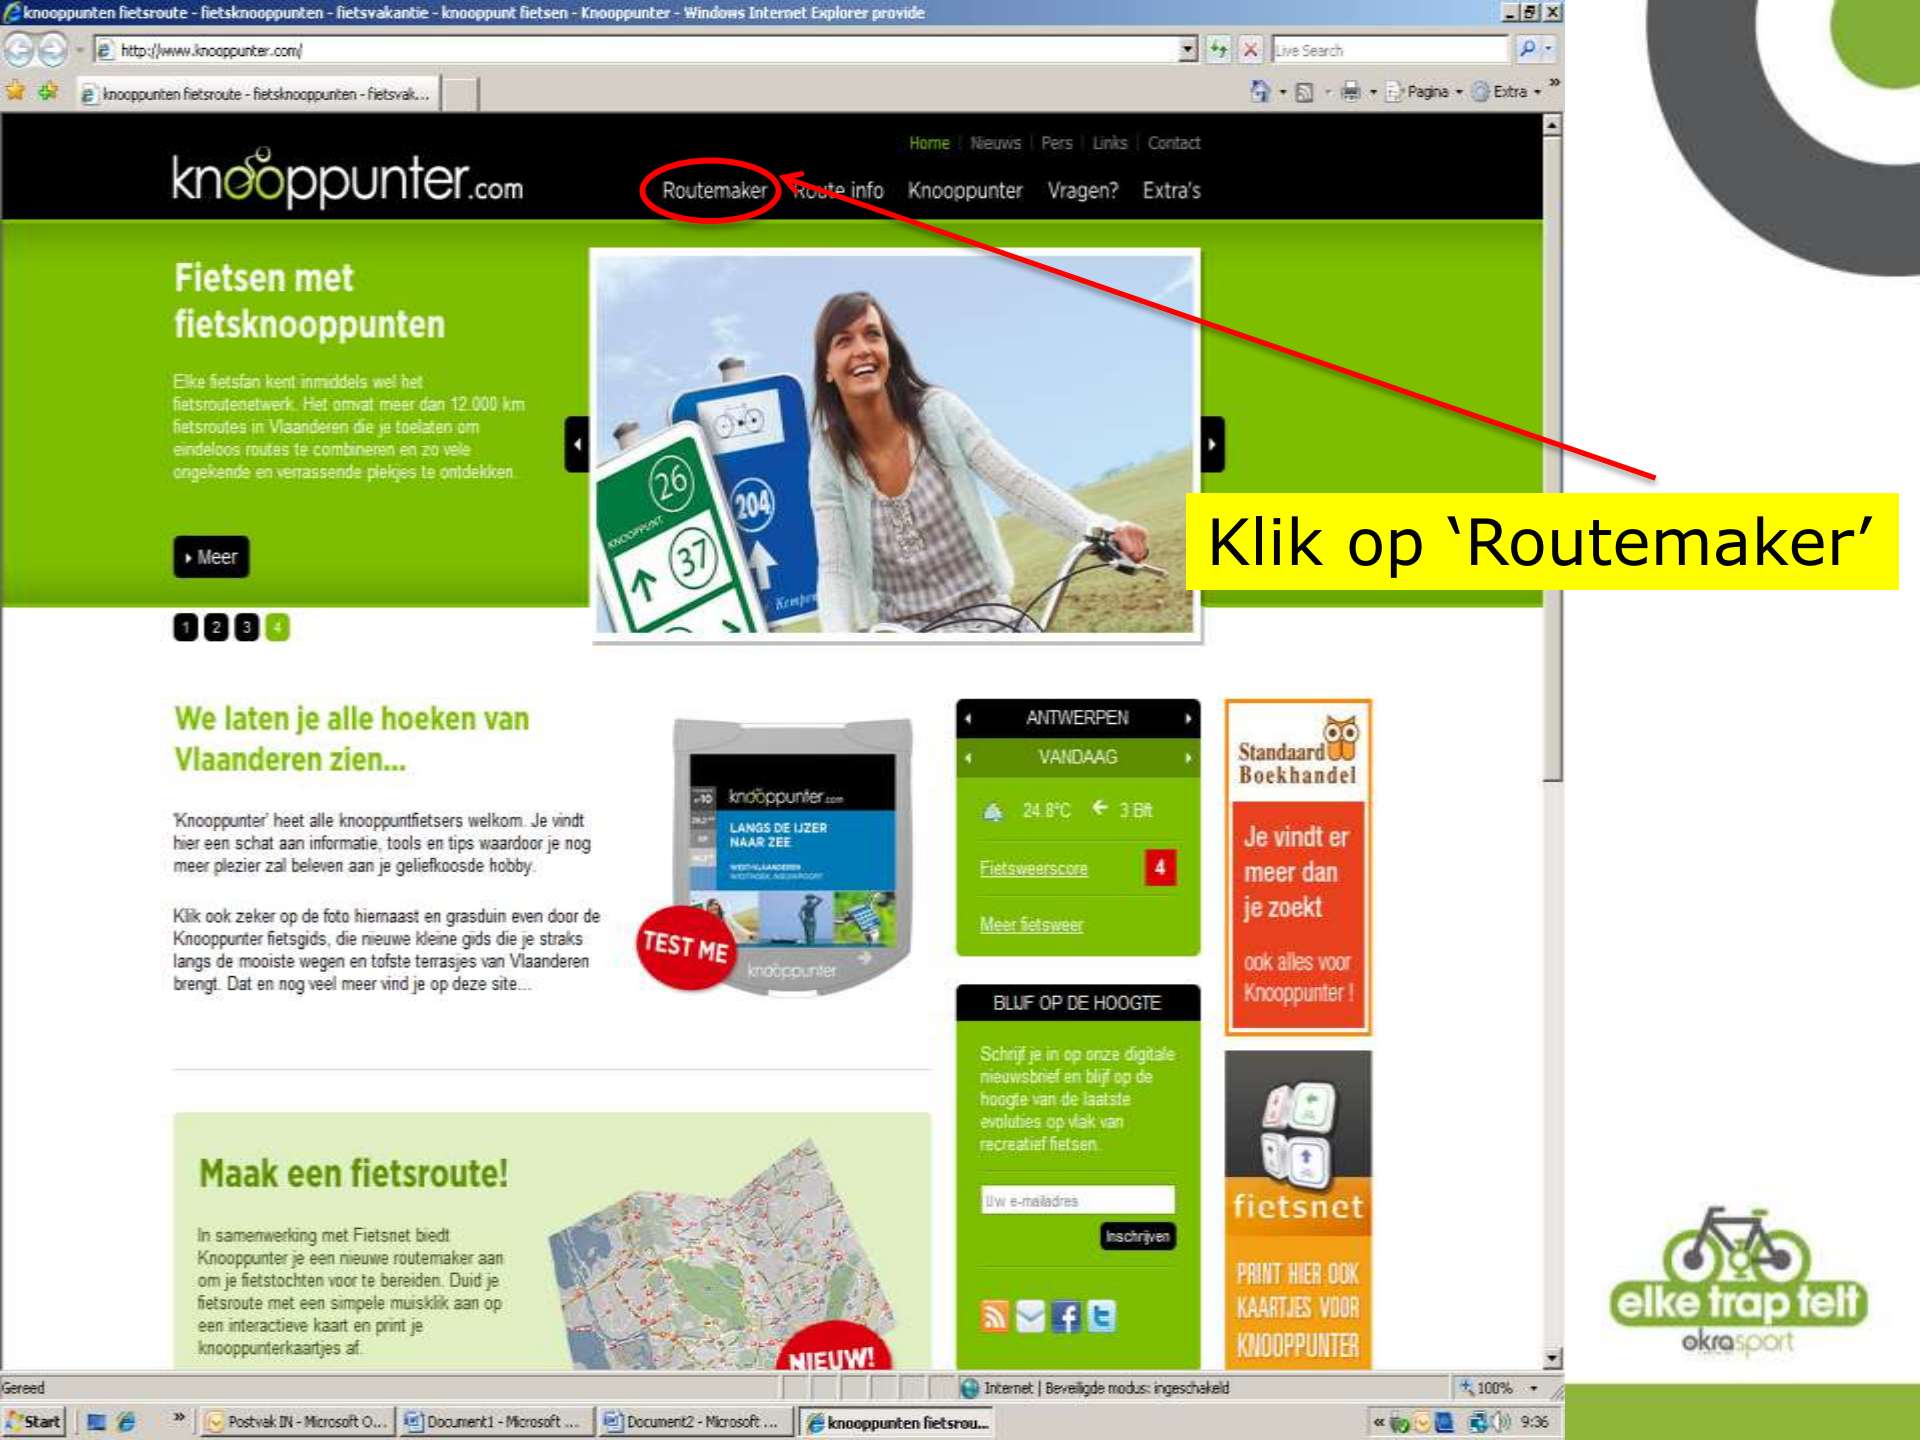 knooppunten fietsroute - fietsknooppunten - fietsvakantie - knooppunt fietsen - Knooppunter - Windows Internet Explorer provide
http://www.knooppunter.com/
Live Search
knooppunten fietsroute - fietsknooppunten - fietsvak...
Pagina
Extra
Home | Nieuws | Pers | Links | Contact
knooppunter.com
Routemaker Route info Knooppunter Vragen? Extra's
Fietsen met
fietsknooppunten
Elke fietsfan kent inmiddels wel het
fietsroutenetwerk. Het omvat meer dan 12.000 km
fietsroutes in Vlaanderen die je toelaten om
eindeloos routes te combineren en zo vele
ongekende en verrassende plekjes te ontdekken.
Meer
1 2 3 4
26
KNOOPPUNT
37
204
Kempen
Klik op ‘Routemaker’
We laten je alle hoeken van
Vlaanderen zien...
'Knooppunter' heet alle knooppuntfietsers welkom. Je vindt
hier een schat aan informatie, tools en tips waardoor je nog
meer plezier zal beleven aan je geliefkoosde hobby.
Klik ook zeker op de foto hiernaast en grasduin even door de
Knooppunter fietsgids, die nieuwe kleine gids die je straks
langs de mooiste wegen en tofste terrasjes van Vlaanderen
brengt. Dat en nog veel meer vind je op deze site...
knooppunter.com
LANGS DE IJZER
NAAR ZEE
TEST ME
knooppunter
ANTWERPEN
VANDAAG
24.8°C 3 Bft
Fietsweerscore 4
Meer fietsweer
BLIJF OP DE HOOGTE
Schrijf je in op onze digitale
nieuwsbrief en blijf op de
hoogte van de laatste
evoluties op vlak van
recreatief fietsen.
Uw e-mailadres
Inschrijven
Standaard
Boekhandel
Je vindt er
meer dan
je zoekt
ook alles voor
Knooppunter !
fietsnet
PRINT HIER OOK
KAARTJES VOOR
KNOOPPUNTER
Maak een fietsroute!
In samenwerking met Fietsnet biedt
Knooppunter je een nieuwe routemaker aan
om je fietstochten voor te bereiden. Duid je
fietsroute met een simpele muisklik aan op
een interactieve kaart en print je
knooppunterkaartjes af.
NIEUW!
elke trap telt
okrasport
Gereed
Internet | Beveiligde modus: ingeschakeld
100%
Start
Postvak IN - Microsoft O...
Document1 - Microsoft ...
Document2 - Microsoft ...
knooppunten fietsrou...
9:36